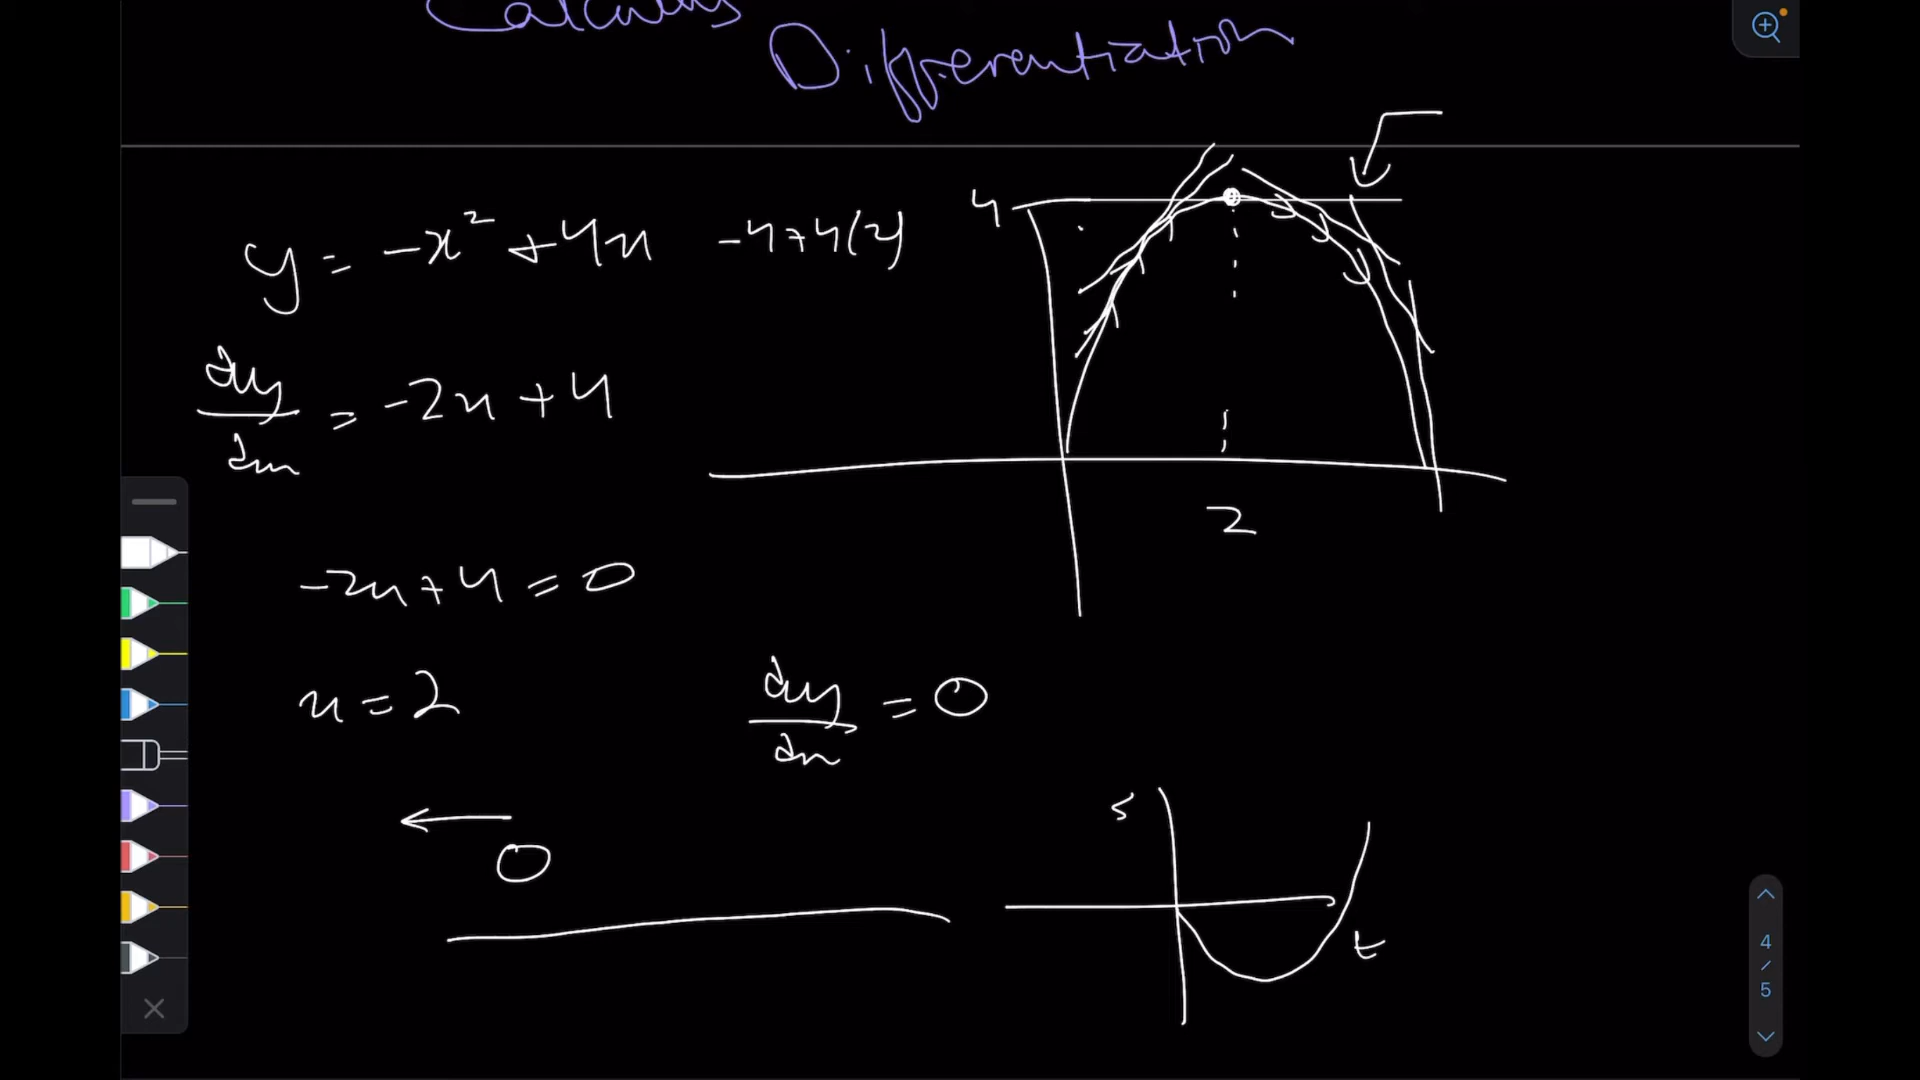 Calculus
Differentiation
y = -x² + 4x
-4+4(2)
4
dy/dx = -2x + 4
2
-2x+4 = 0
x = 2
dy/dx = 0
0
s
t
4
/
5